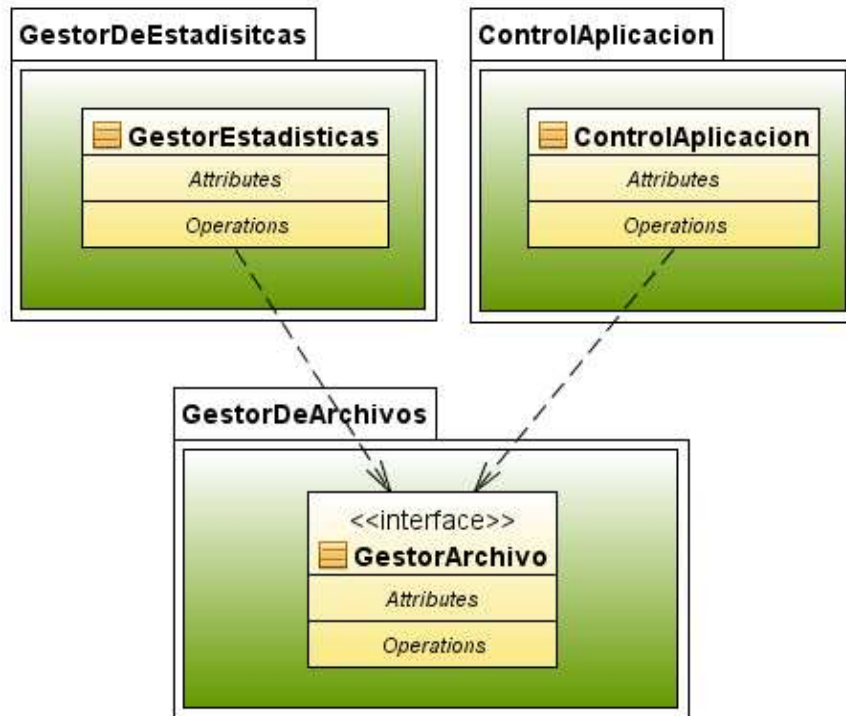 GestorDeEstadisitcas
GestorEstadisticas
Attributes
Operations
ControlAplicacion
ControlAplicacion
Attributes
Operations
GestorDeArchivos
<<interface>>
GestorArchivo
Attributes
Operations